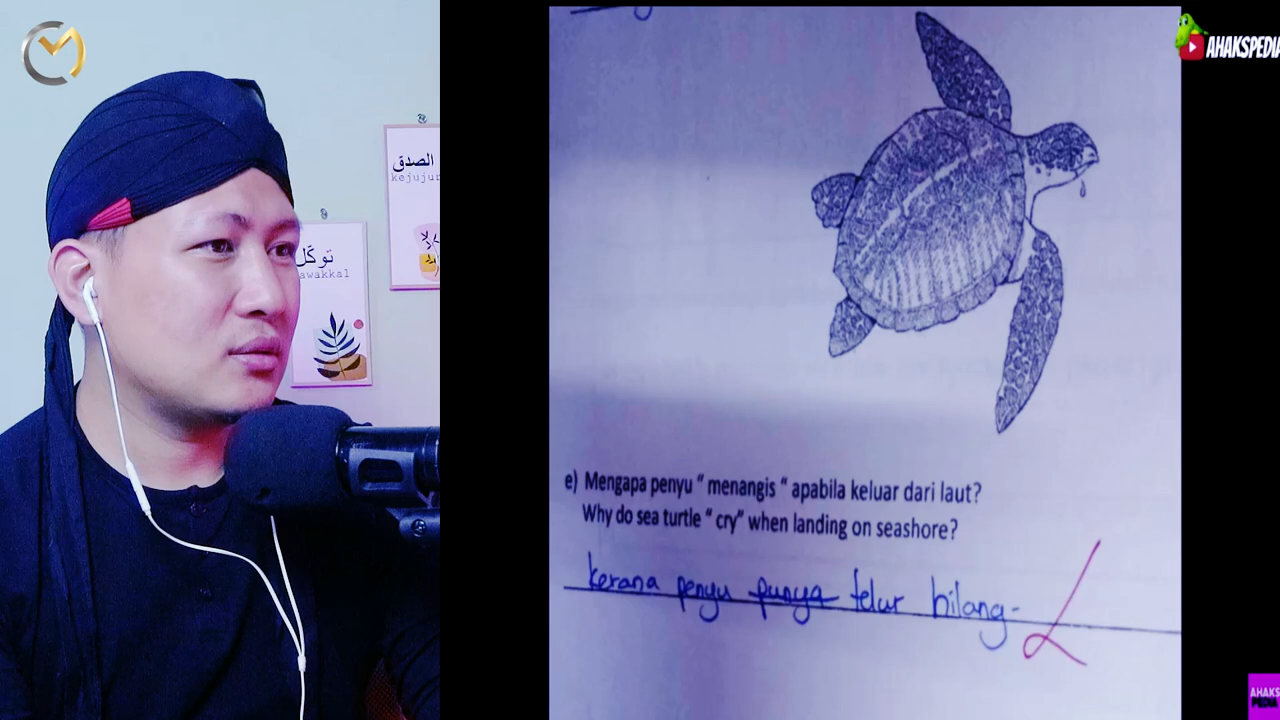 AHAKSPEDIA
الصدق
kejujur
توكّل
awakkal
e) Mengapa penyu “ menangis “ apabila keluar dari laut?
Why do sea turtle “ cry” when landing on seashore?
kerana penyu punya telur hilang-
AHAKS
PEDIA